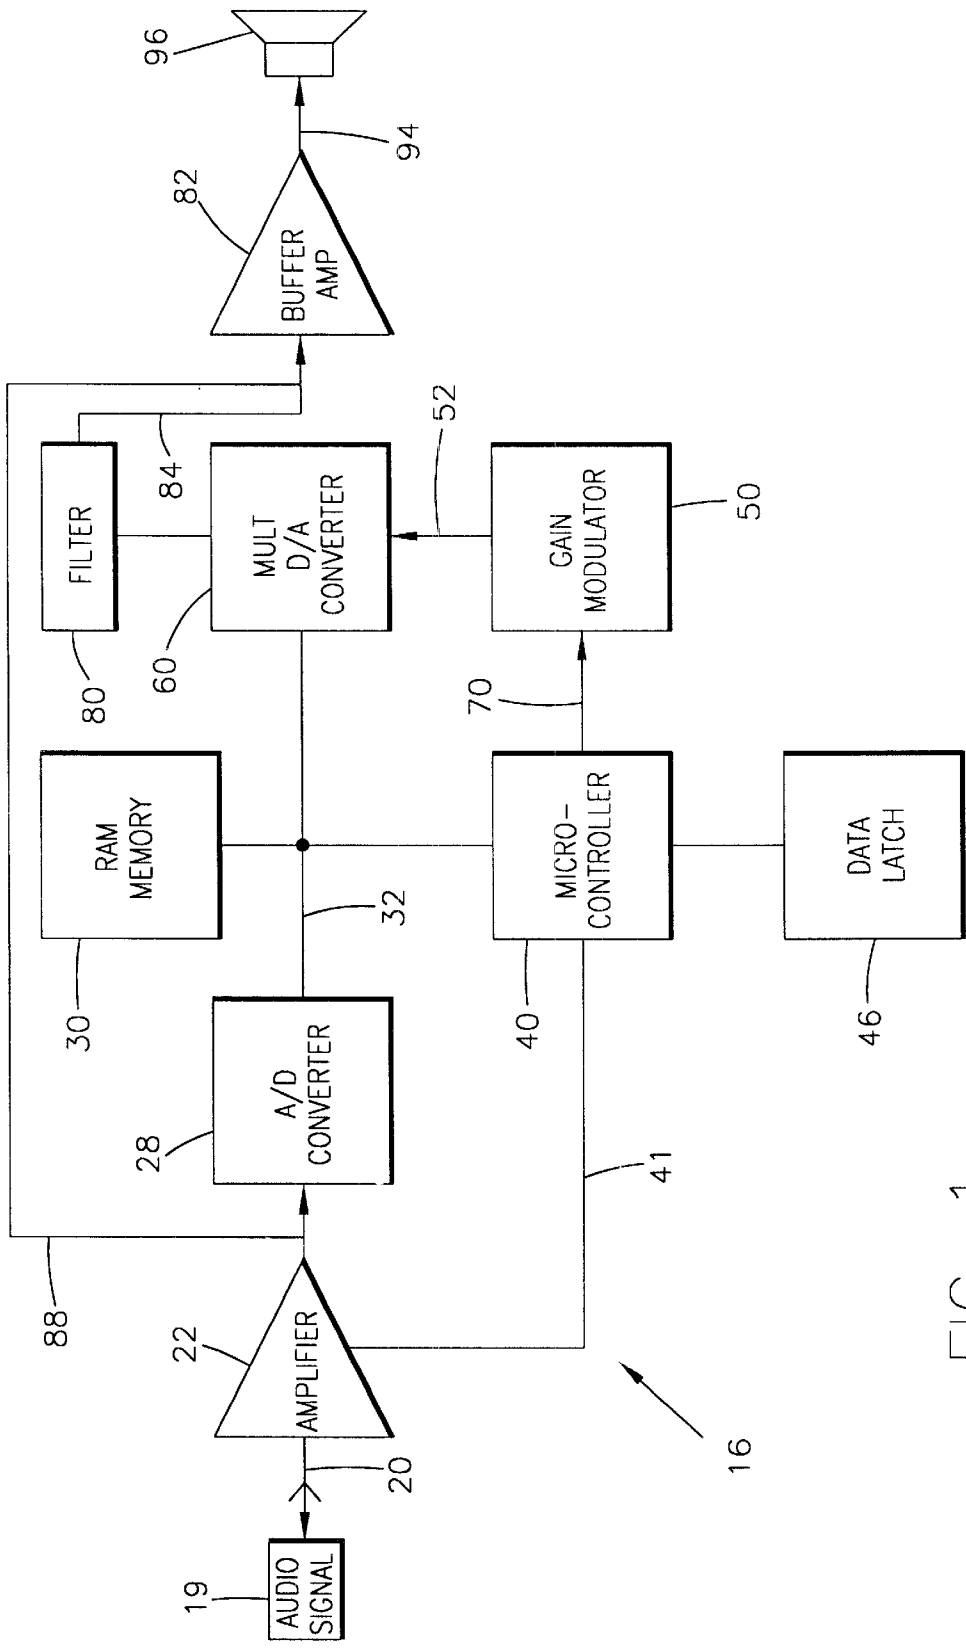 88
80
FILTER
84
82
96
30
RAM
MEMORY
60
MULT
D/A
CONVERTER
BUFFER
AMP
94
19
AUDIO
SIGNAL
20
22
AMPLIFIER
28
A/D
CONVERTER
32
52
70
GAIN
MODULATOR
50
40
MICRO-
CONTROLLER
41
16
46
DATA
LATCH